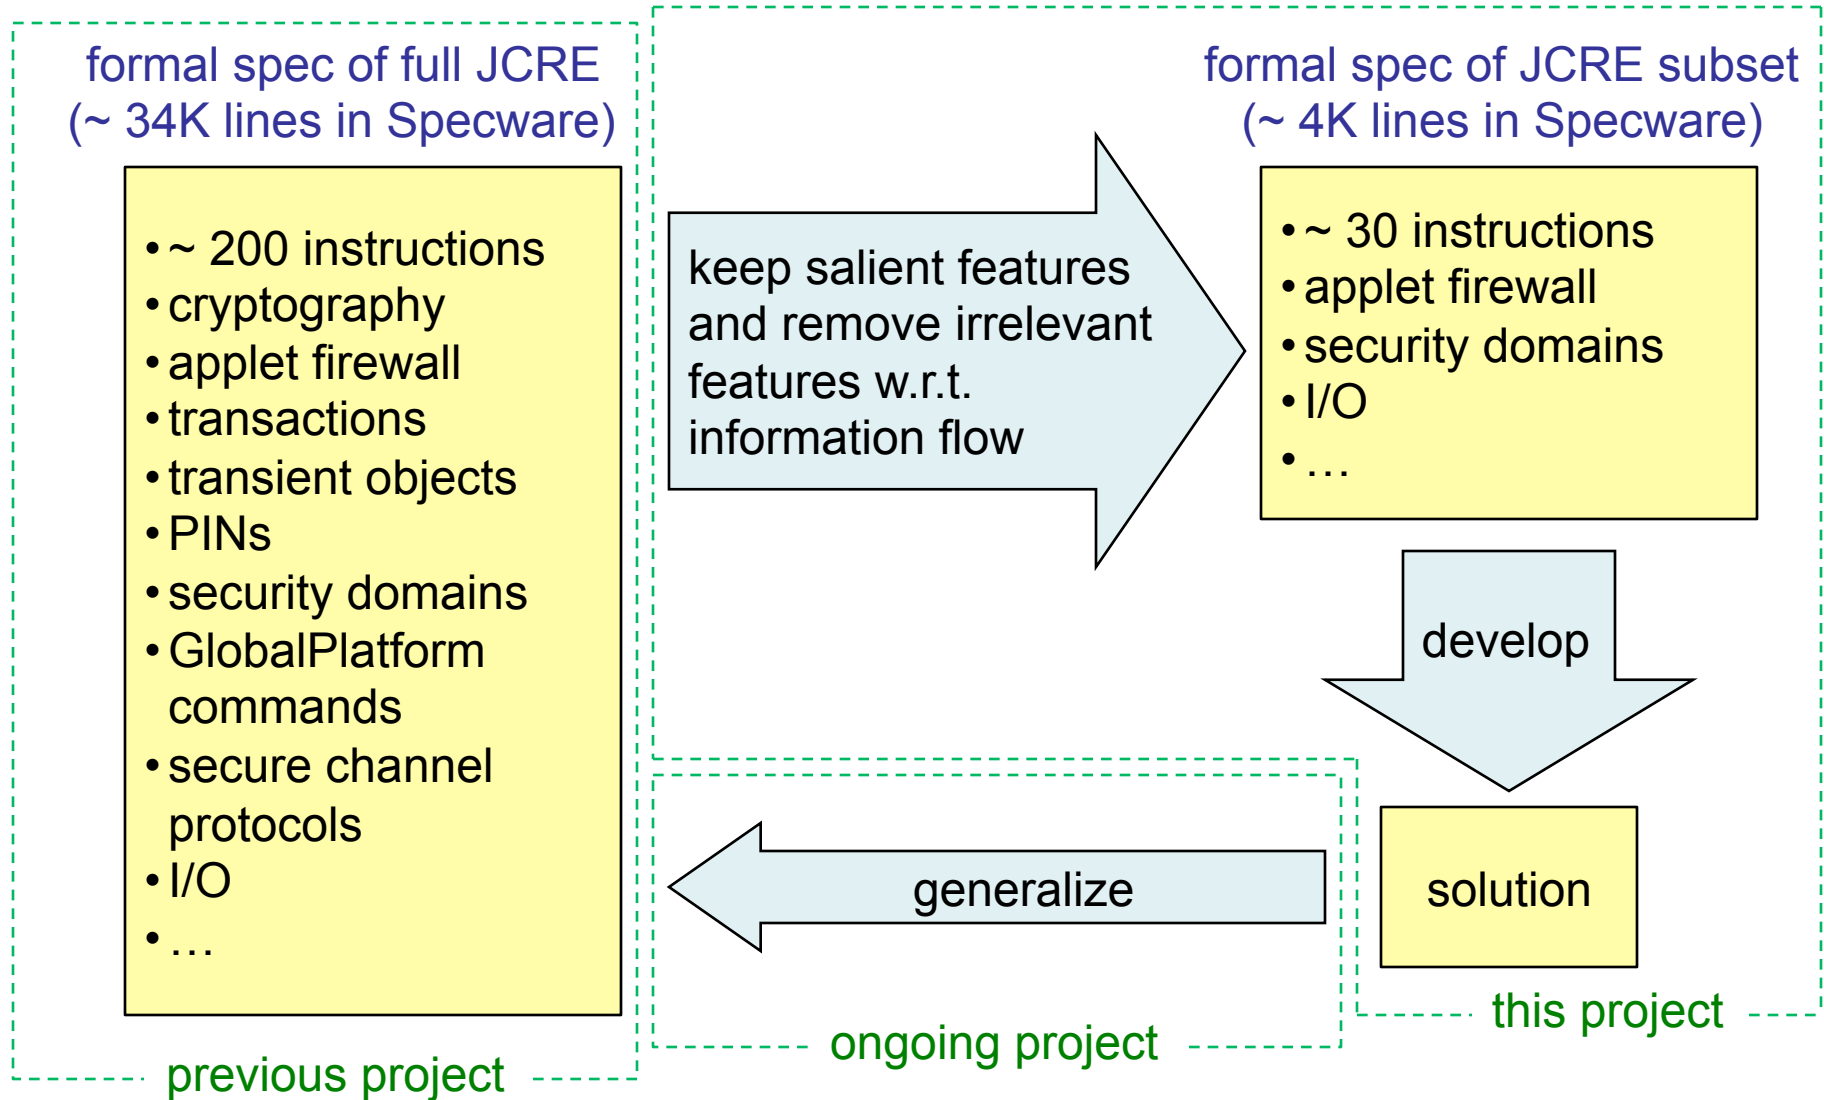 formal spec of full JCRE
(~ 34K lines in Specware)
• ~ 200 instructions
• cryptography
• applet firewall
• transactions
• transient objects
• PINs
• security domains
• GlobalPlatform
commands
• secure channel
protocols
• I/O
• …
previous project
keep salient features
and remove irrelevant
features w.r.t.
information flow
formal spec of JCRE subset
(~ 4K lines in Specware)
• ~ 30 instructions
• applet firewall
• security domains
• I/O
• …
develop
solution
this project
generalize
ongoing project